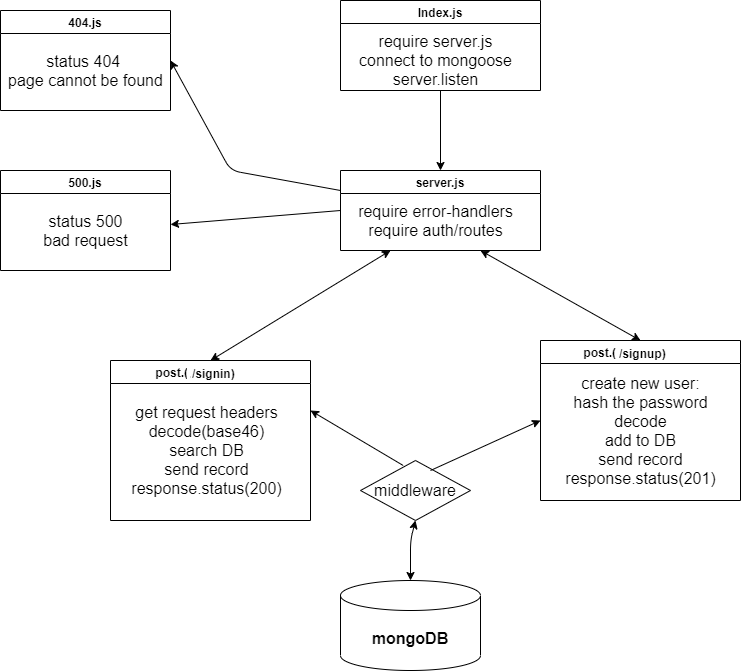 404.js
status 404
page cannot be found
Index.js
require server.js
connect to mongoose
server.listen
500.js
status 500
bad request
server.js
require error-handlers
require auth/routes
post.( /signin)
get request headers
decode(base46)
search DB
send record
response.status(200)
post.( /signup)
create new user:
hash the password
decode
add to DB
send record
response.status(201)
middleware
mongoDB